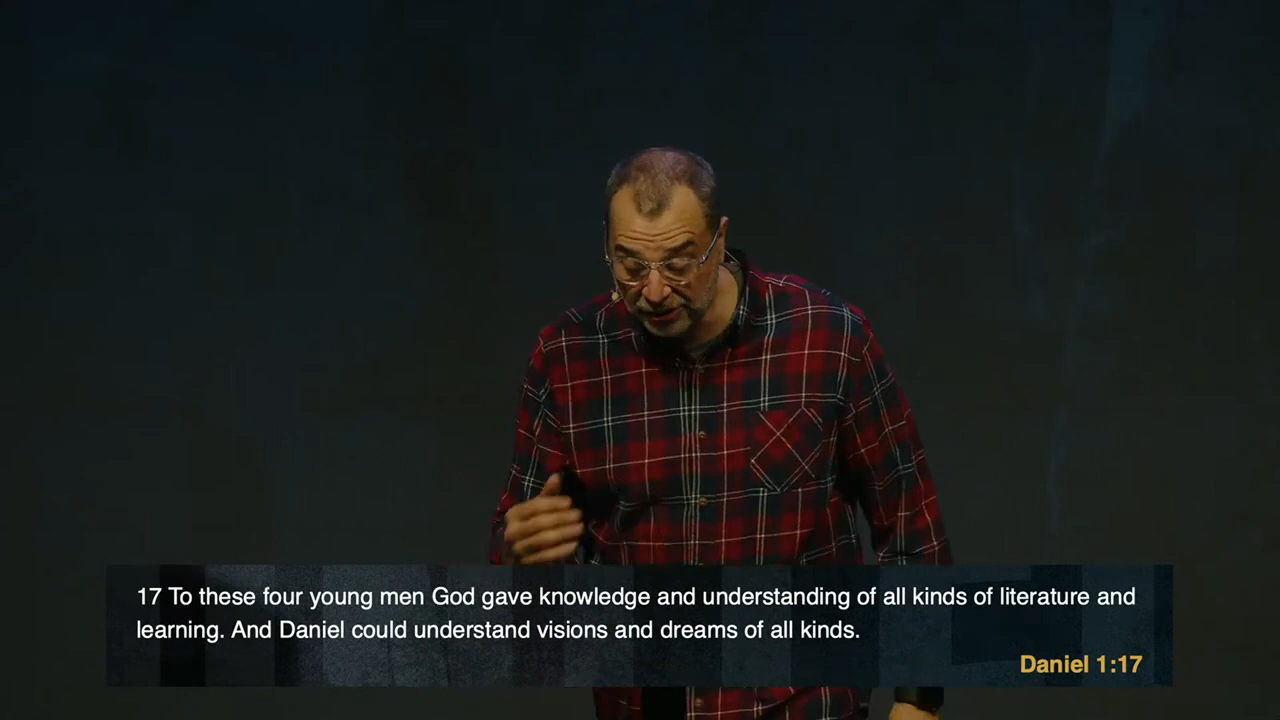 17 To these four young men God gave knowledge and understanding of all kinds of literature and
learning. And Daniel could understand visions and dreams of all kinds.
Daniel 1:17